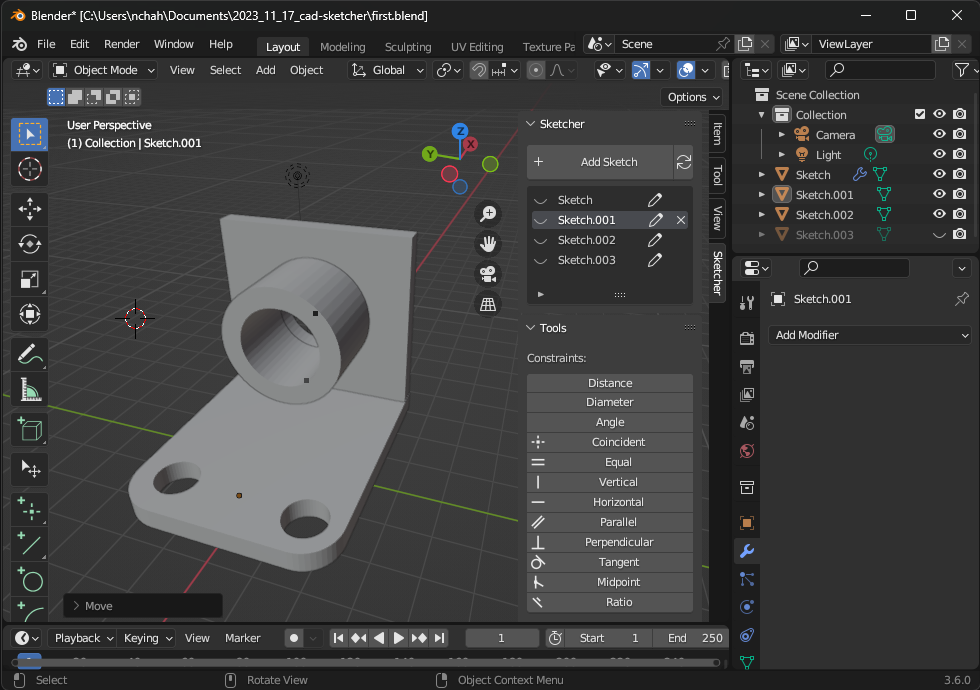 Blender* [C:\Users\nchah\Documents\2023_11_17_cad-sketcher\first.blend]
File Edit Render Window Help Layout Modeling Sculpting UV Editing Texture Pa Scene ViewLayer
Object Mode View Select Add Object Global
Options
User Perspective
(1) Collection | Sketch.001
Z
X
Y
Sketcher
Add Sketch
Sketch
Sketch.001
Sketch.002
Sketch.003
Tools
Constraints:
Distance
Diameter
Angle
Coincident
Equal
Vertical
Horizontal
Parallel
Perpendicular
Tangent
Midpoint
Ratio
Item
Tool
View
Sketcher
Move
Scene Collection
Collection
Camera
Light
Sketch
Sketch.001
Sketch.002
Sketch.003
Sketch.001
Add Modifier
Playback Keying View Marker 1 Start 1 End 250
Select Rotate View Object Context Menu 3.6.0